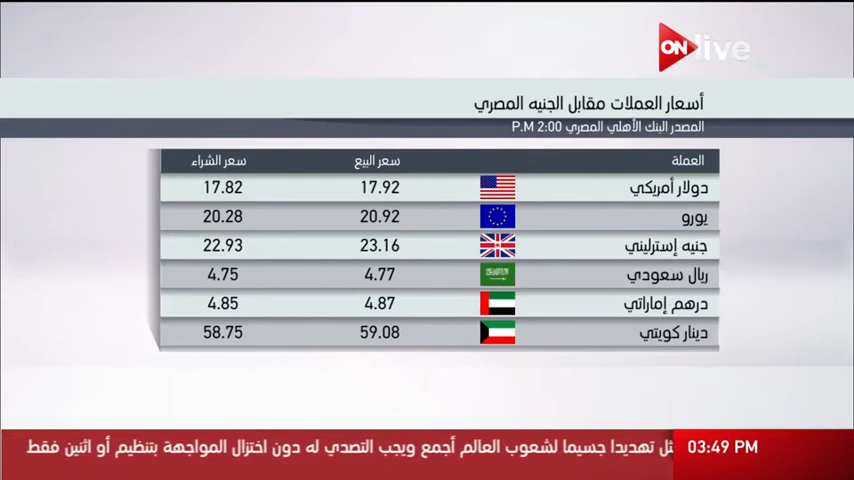 ON live
أسعار العملات مقابل الجنيه المصري
المصدر البنك الأهلي المصري 2:00 P.M
العملة سعر البيع سعر الشراء
دولار أمريكي 17.92 17.82
يورو 20.92 20.28
جنيه إسترليني 23.16 22.93
ريال سعودي 4.77 4.75
درهم إماراتي 4.87 4.85
دينار كويتي 59.08 58.75
03:49 PM
تهديدا جسيما لشعوب العالم أجمع ويجب التصدي له دون اختزال المواجهة بتنظيم أو اثنين فقط